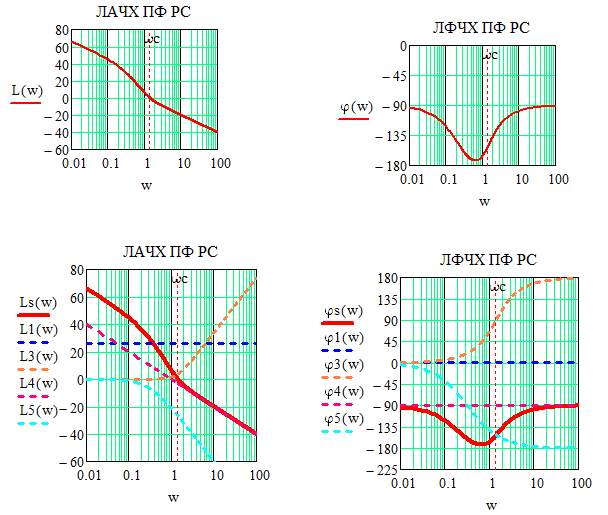 ЛАЧХ ПФ РС
80
60
40
20
0
−20
−40
−60
L(w)
ωc
0.01 0.1 1 10 100
w
ЛФЧХ ПФ РС
0
−45
−90
−135
−180
φ(w)
ωc
0.01 0.1 1 10 100
w
ЛАЧХ ПФ РС
80
60
40
20
0
−20
−40
−60
Ls(w)
L1(w)
L3(w)
L4(w)
L5(w)
ωc
0.01 0.1 1 10 100
w
ЛФЧХ ПФ РС
180
135
90
45
0
−45
−90
−135
−180
−225
φs(w)
φ1(w)
φ3(w)
φ4(w)
φ5(w)
ωc
0.01 0.1 1 10 100
w